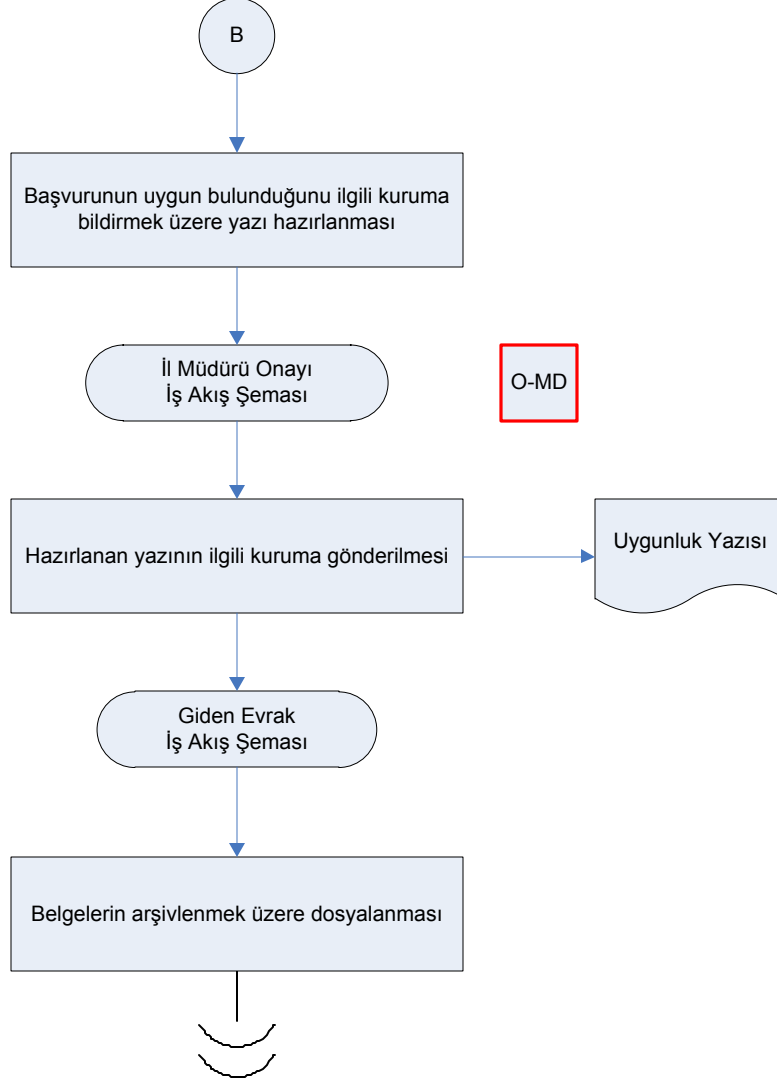 B
Başvurunun uygun bulunduğunu ilgili kuruma
bildirmek üzere yazı hazırlanması
İl Müdürü Onayı
İş Akış Şeması
O-MD
Hazırlanan yazının ilgili kuruma gönderilmesi
Uygunluk Yazısı
Giden Evrak
İş Akış Şeması
Belgelerin arşivlenmek üzere dosyalanması